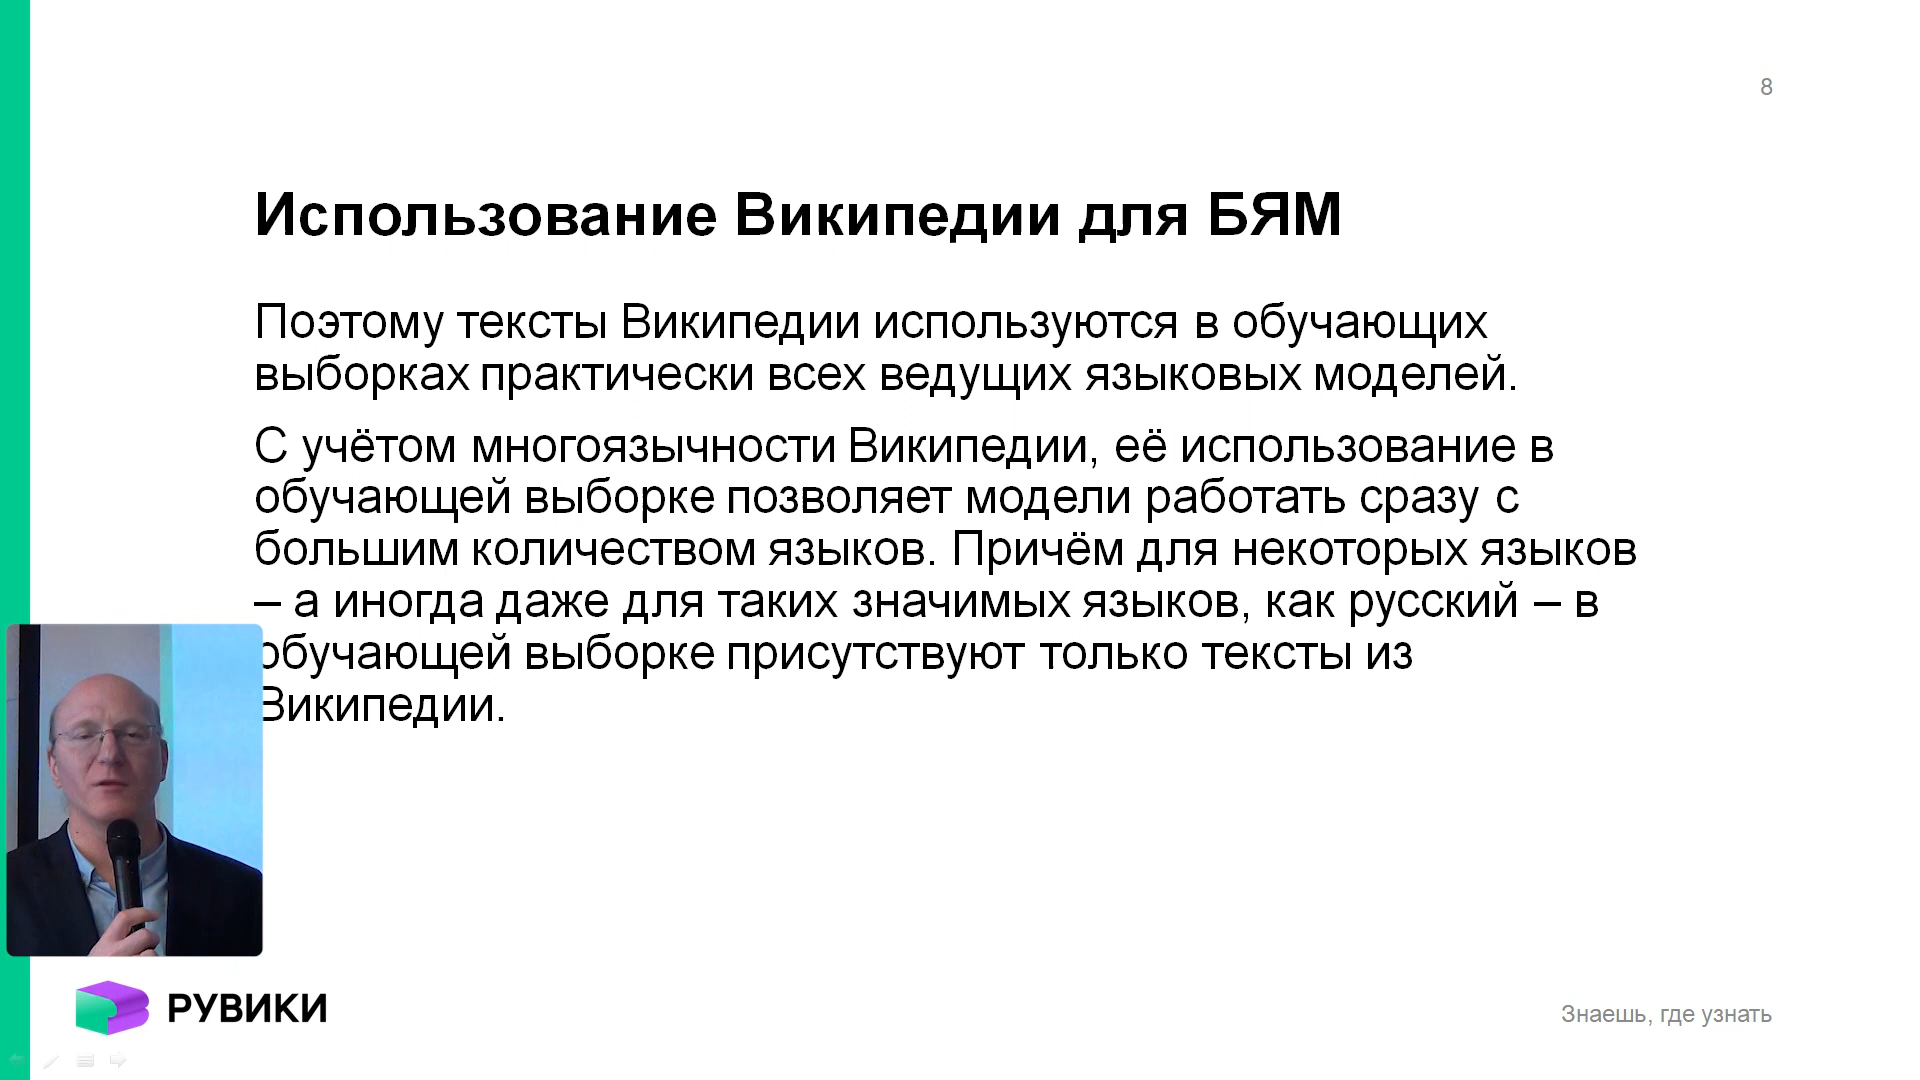 8
Использование Википедии для БЯМ
Поэтому тексты Википедии используются в обучающих
выборках практически всех ведущих языковых моделей.
С учётом многоязычности Википедии, её использование в
обучающей выборке позволяет модели работать сразу с
большим количеством языков. Причём для некоторых языков
– а иногда даже для таких значимых языков, как русский – в
обучающей выборке присутствуют только тексты из
Википедии.
РУВИКИ
Знаешь, где узнать